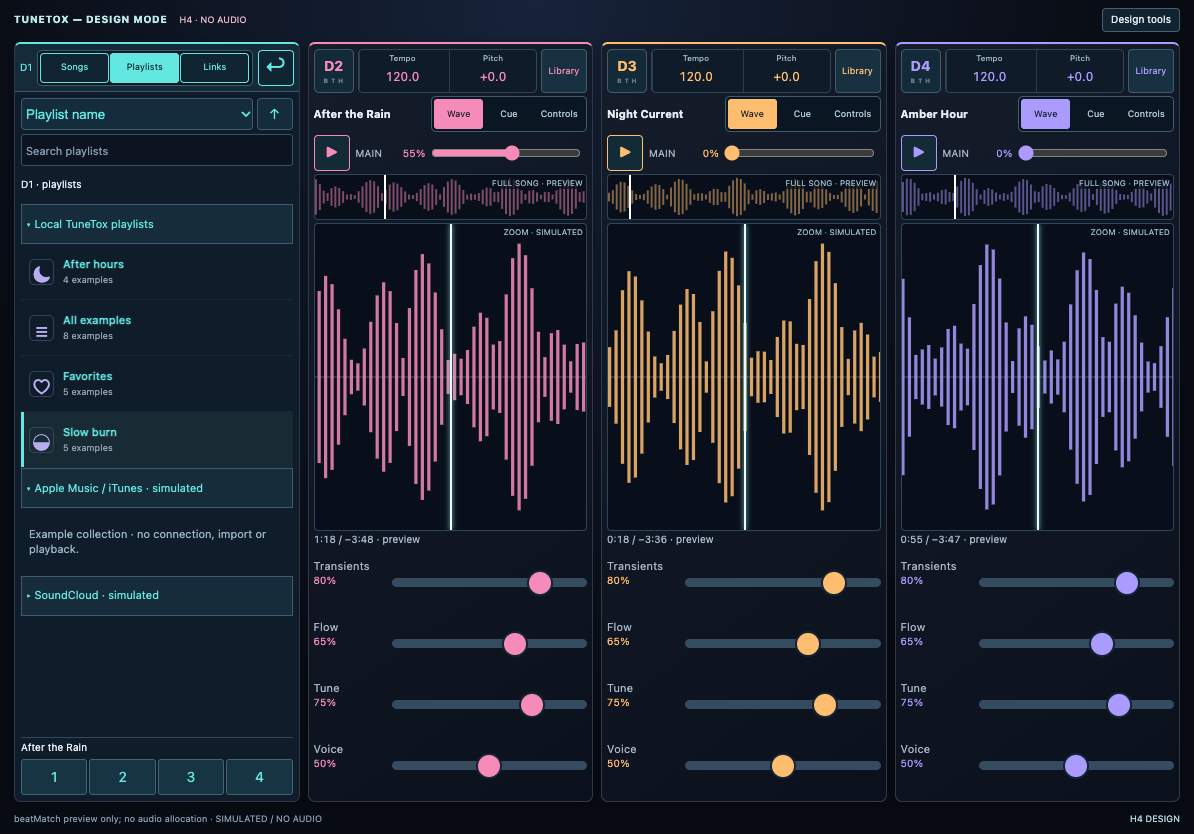 TUNETOX — DESIGN MODE H4 · NO AUDIO
Design tools
D1 Songs Playlists Links
Playlist name
Search playlists
D1 · playlists
Local TuneTox playlists
After hours
4 examples
All examples
8 examples
Favorites
5 examples
Slow burn
5 examples
Apple Music / iTunes · simulated
Example collection · no connection, import or
playback.
SoundCloud · simulated
After the Rain
1 2 3 4
D2
B T H
Tempo
120.0
Pitch
+0.0
Library
After the Rain
Wave Cue Controls
MAIN 55%
FULL SONG · PREVIEW
ZOOM · SIMULATED
1:18 / −3:48 · preview
Transients
80%
Flow
65%
Tune
75%
Voice
50%
D3
B T H
Tempo
120.0
Pitch
+0.0
Library
Night Current
Wave Cue Controls
MAIN 0%
FULL SONG · PREVIEW
ZOOM · SIMULATED
0:18 / −3:36 · preview
Transients
80%
Flow
65%
Tune
75%
Voice
50%
D4
B T H
Tempo
120.0
Pitch
+0.0
Library
Amber Hour
Wave Cue Controls
MAIN 0%
FULL SONG · PREVIEW
ZOOM · SIMULATED
0:55 / −3:47 · preview
Transients
80%
Flow
65%
Tune
75%
Voice
50%
beatMatch preview only; no audio allocation · SIMULATED / NO AUDIO
H4 DESIGN